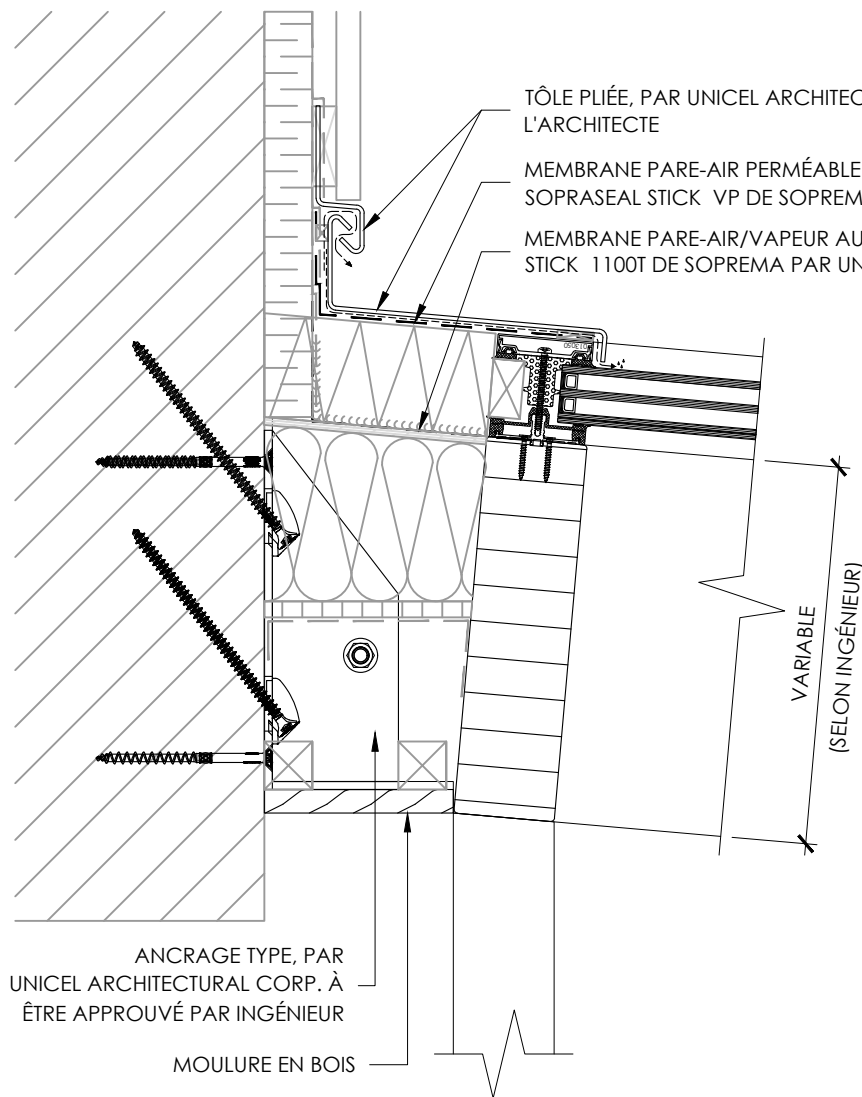 TÔLE PLIÉE, PAR UNICEL ARCHITEC
L'ARCHITECTE
MEMBRANE PARE-AIR PERMÉABLE
SOPRASEAL STICK VP DE SOPREM
MEMBRANE PARE-AIR/VAPEUR AU
STICK 1100T DE SOPREMA PAR UN
VARIABLE
(SELON INGÉNIEUR)
ANCRAGE TYPE, PAR
UNICEL ARCHITECTURAL CORP. À
ÊTRE APPROUVÉ PAR INGÉNIEUR
MOULURE EN BOIS